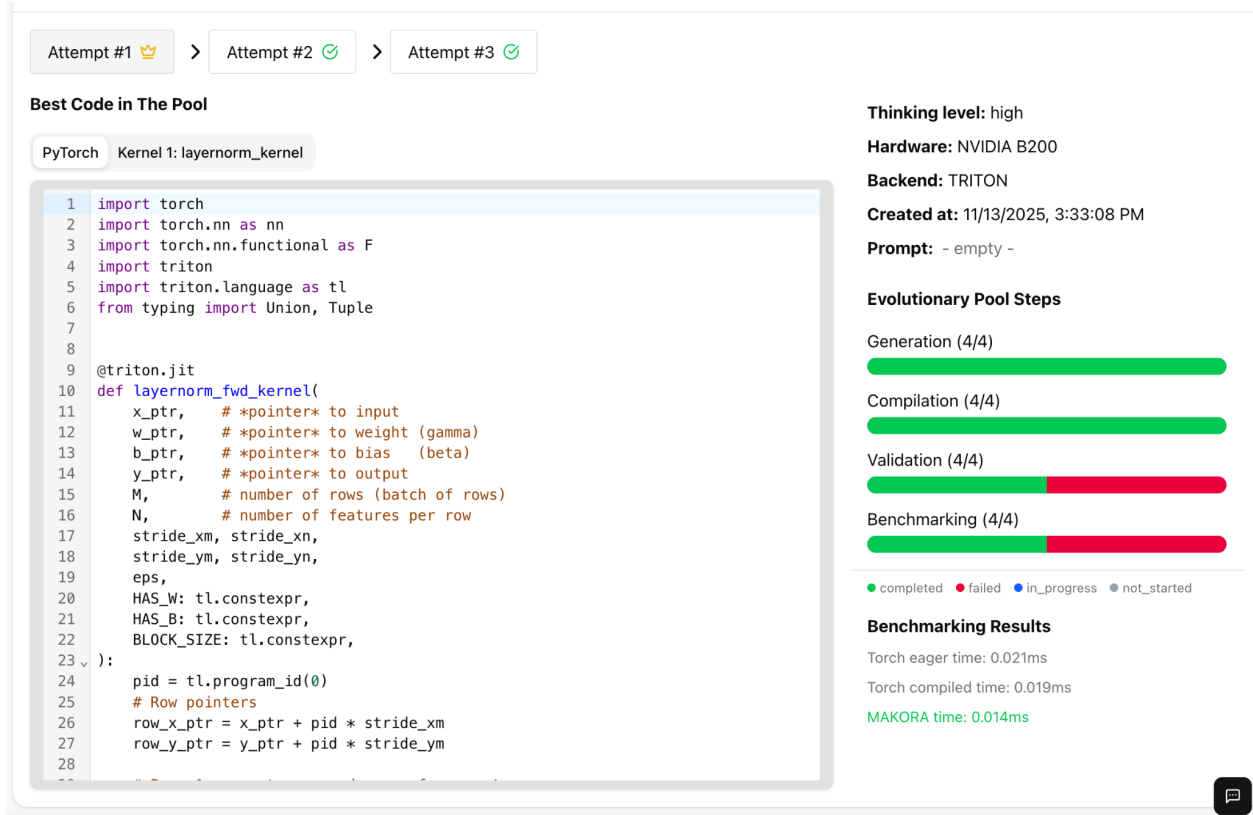 Attempt #1
Attempt #2
Attempt #3
Best Code in The Pool
PyTorch
Kernel 1: layernorm_kernel
1 import torch
2 import torch.nn as nn
3 import torch.nn.functional as F
4 import triton
5 import triton.language as tl
6 from typing import Union, Tuple
7
8
9 @triton.jit
10 def layernorm_fwd_kernel(
11     x_ptr,    # *pointer* to input
12     w_ptr,    # *pointer* to weight (gamma)
13     b_ptr,    # *pointer* to bias   (beta)
14     y_ptr,    # *pointer* to output
15     M,        # number of rows (batch of rows)
16     N,        # number of features per row
17     stride_xm, stride_xn,
18     stride_ym, stride_yn,
19     eps,
20     HAS_W: tl.constexpr,
21     HAS_B: tl.constexpr,
22     BLOCK_SIZE: tl.constexpr,
23 ):
24     pid = tl.program_id(0)
25     # Row pointers
26     row_x_ptr = x_ptr + pid * stride_xm
27     row_y_ptr = y_ptr + pid * stride_ym
28
Thinking level: high
Hardware: NVIDIA B200
Backend: TRITON
Created at: 11/13/2025, 3:33:08 PM
Prompt: - empty -
Evolutionary Pool Steps
Generation (4/4)
Compilation (4/4)
Validation (4/4)
Benchmarking (4/4)
completed failed in_progress not_started
Benchmarking Results
Torch eager time: 0.021ms
Torch compiled time: 0.019ms
MAKORA time: 0.014ms